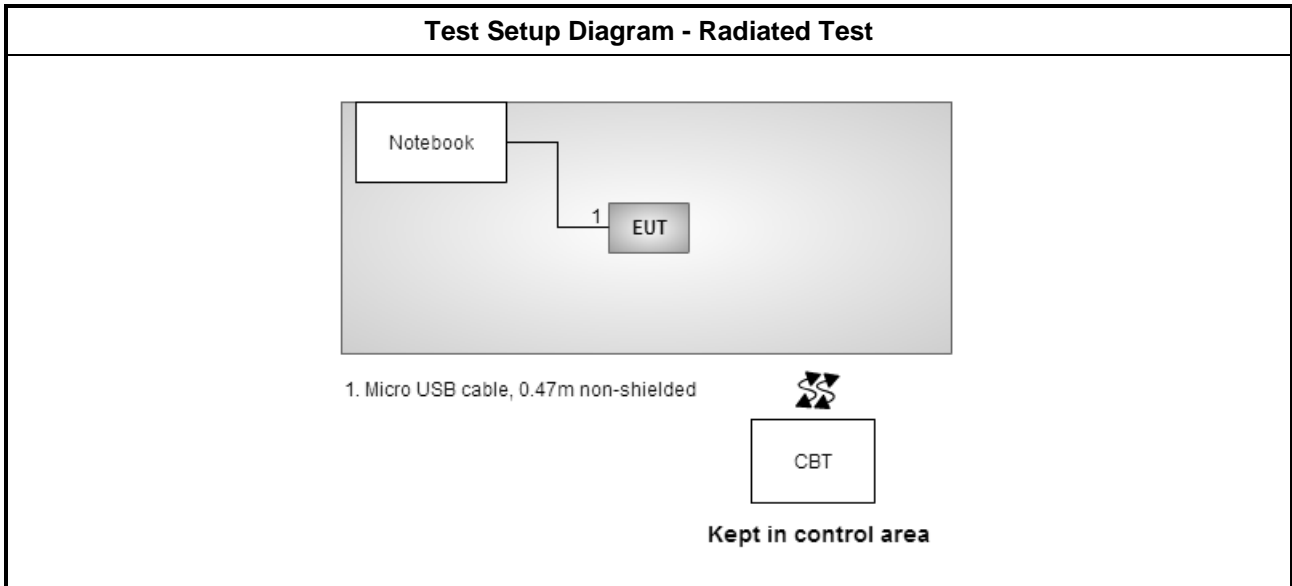 Test Setup Diagram - Radiated Test
Notebook
1
EUT
1. Micro USB cable, 0.47m non-shielded
CBT
Kept in control area